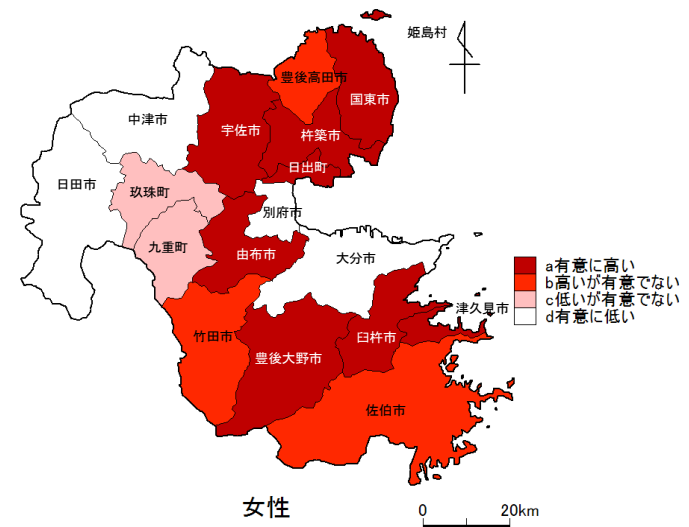 姫島村
豊後高田市
国東市
中津市
宇佐市
杵築市
日出町
日田市
玖珠町
別府市
九重町
由布市
大分市
a有意に高い
b高いが有意でない
c低いが有意でない
d有意に低い
津久見市
竹田市
臼杵市
豊後大野市
佐伯市
女性
0 20km